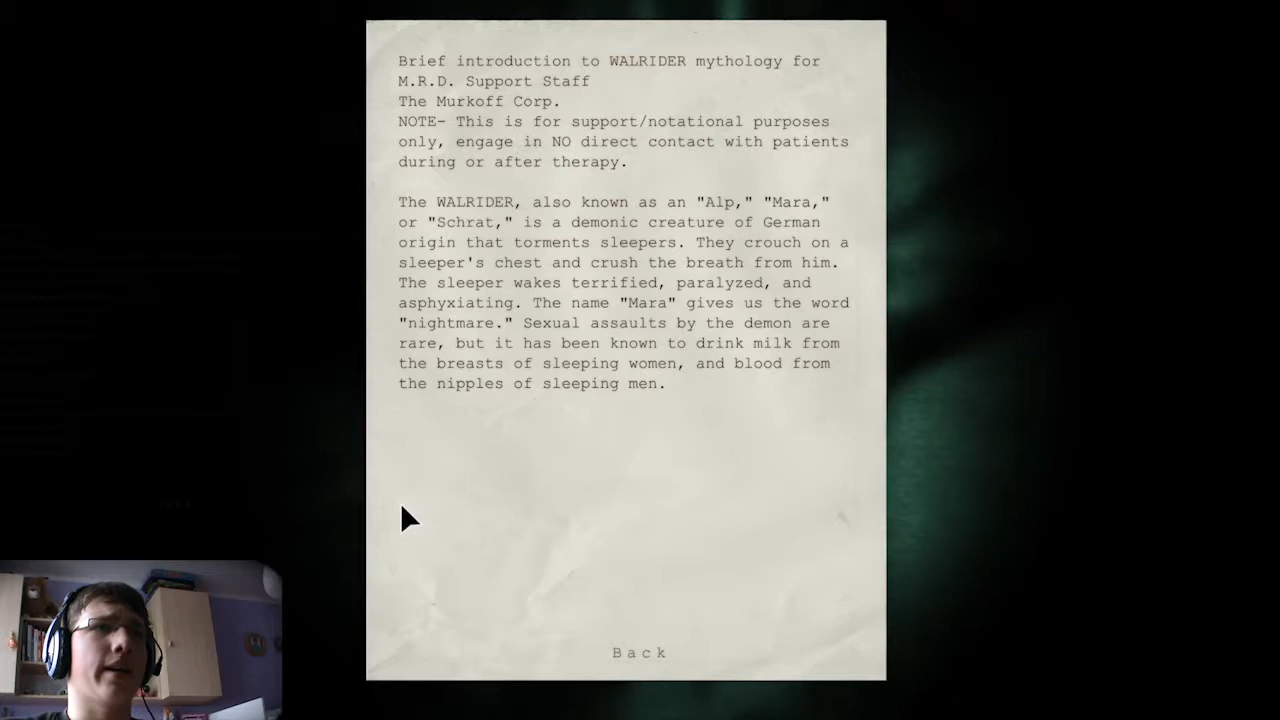 Brief introduction to WALRIDER mythology for
M.R.D. Support Staff
The Murkoff Corp.
NOTE- This is for support/notational purposes
only, engage in NO direct contact with patients
during or after therapy.
The WALRIDER, also known as an "Alp," "Mara,"
or "Schrat," is a demonic creature of German
origin that torments sleepers. They crouch on a
sleeper's chest and crush the breath from him.
The sleeper wakes terrified, paralyzed, and
asphyxiating. The name "Mara" gives us the word
"nightmare." Sexual assaults by the demon are
rare, but it has been known to drink milk from
the breasts of sleeping women, and blood from
the nipples of sleeping men.
Back